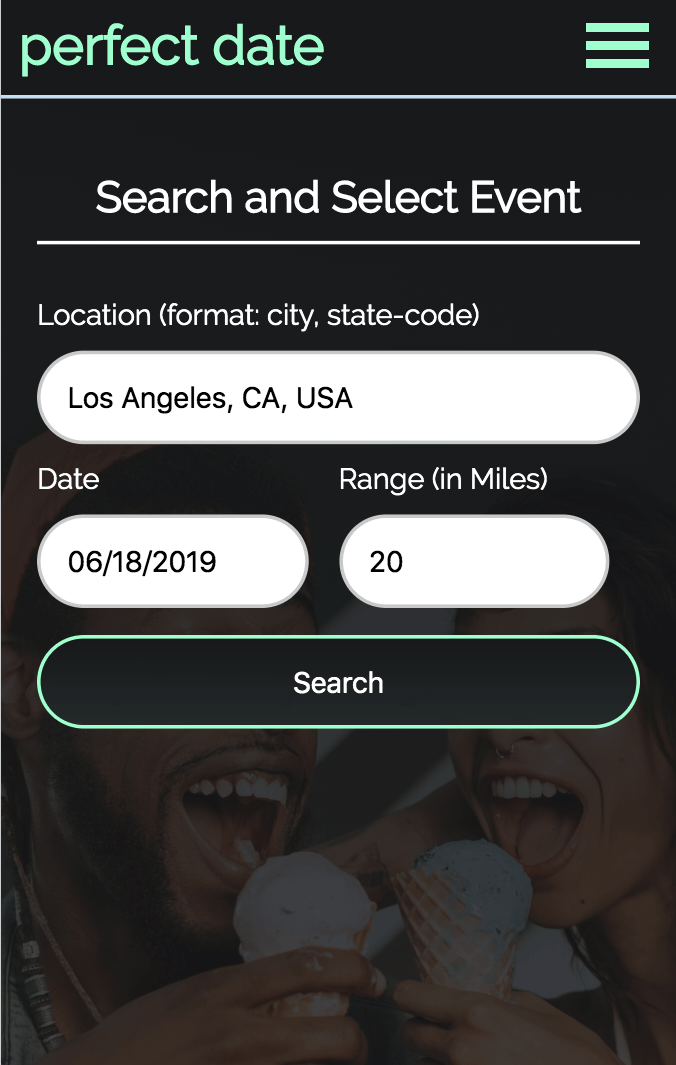 perfect date
Search and Select Event
Location (format: city, state-code)
Los Angeles, CA, USA
Date
Range (in Miles)
06/18/2019
20
Search